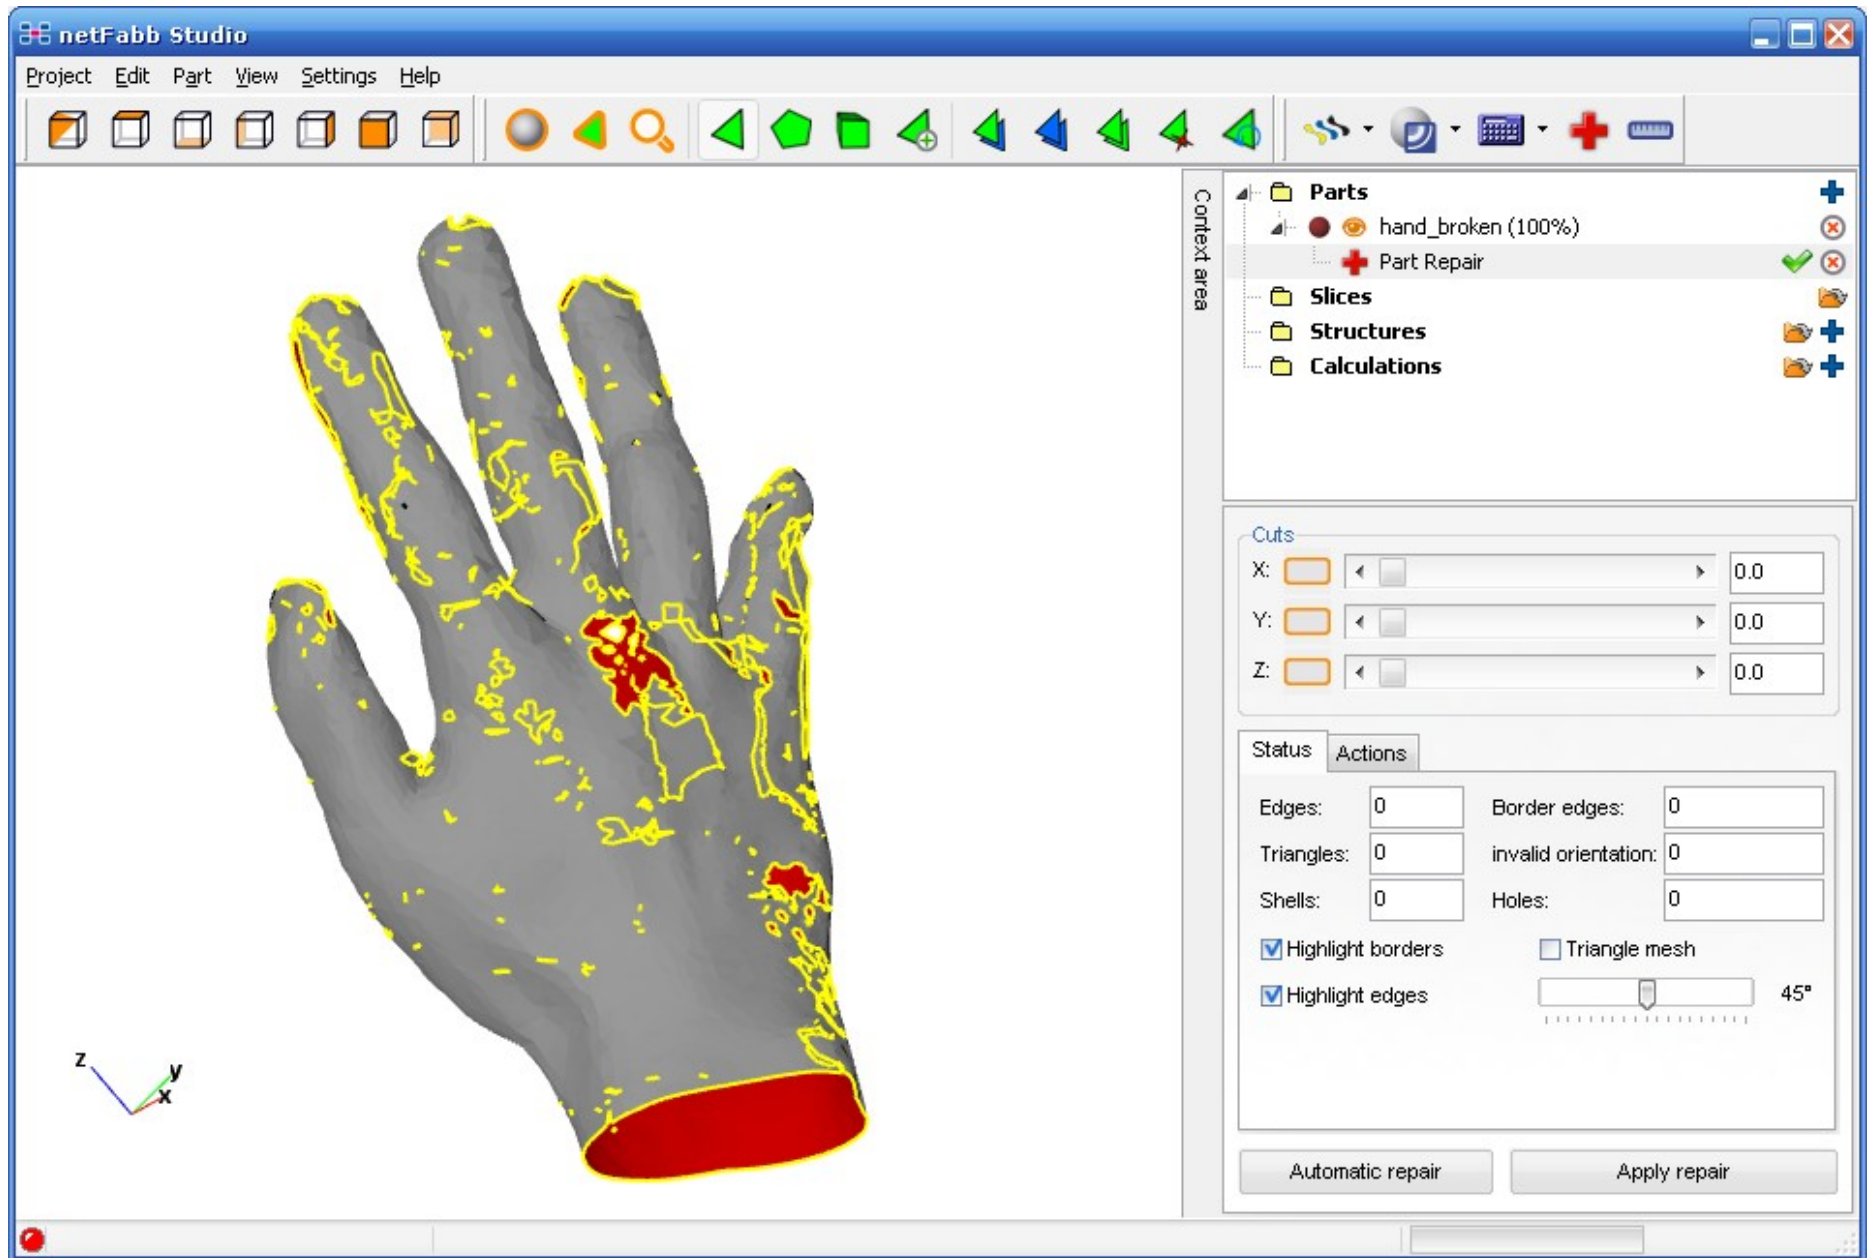 netFabb Studio
Project Edit Part View Settings Help
Context area
Parts
hand_broken (100%)
Part Repair
Slices
Structures
Calculations
Cuts
X: 0.0
Y: 0.0
Z: 0.0
Status Actions
Edges: 0 Border edges: 0
Triangles: 0 invalid orientation: 0
Shells: 0 Holes: 0
Highlight borders Triangle mesh
Highlight edges 45°
Automatic repair Apply repair
z
y
x